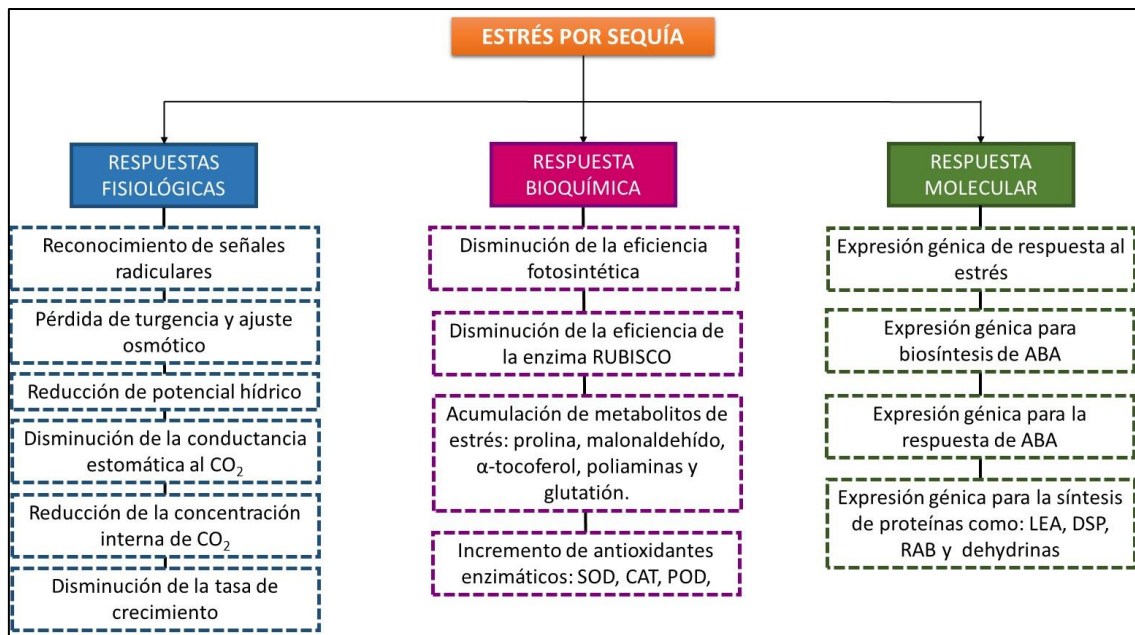 ESTRÉS POR SEQUÍA
RESPUESTAS
FISIOLÓGICAS
Reconocimiento de señales
radiculares
Pérdida de turgencia y ajuste
osmótico
Reducción de potencial hídrico
Disminución de la conductancia
estomática al CO₂
Reducción de la concentración
interna de CO₂
Disminución de la tasa de
crecimiento
RESPUESTA
BIOQUÍMICA
Disminución de la eficiencia
fotosintética
Disminución de la eficiencia de
la enzima RUBISCO
Acumulación de metabolitos de
estrés: prolina, malonaldehído,
α-tocoferol, poliaminas y
glutatión.
Incremento de antioxidantes
enzimáticos: SOD, CAT, POD,
RESPUESTA
MOLECULAR
Expresión génica de respuesta al
estrés
Expresión génica para
biosíntesis de ABA
Expresión génica para la
respuesta de ABA
Expresión génica para la síntesis
de proteínas como: LEA, DSP,
RAB y dehydrinas